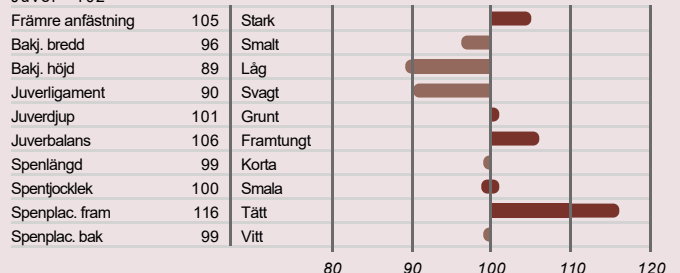 Juver 102
Främre anfästning 105 Stark
Bakj. bredd 96 Smalt
Bakj. höjd 89 Låg
Juverligament 90 Svagt
Juverdjup 101 Grunt
Juverbalans 106 Framtungt
Spenlängd 99 Korta
Spentjocklek 100 Smala
Spenplac. fram 116 Tätt
Spenplac. bak 99 Vitt
80 90 100 110 120